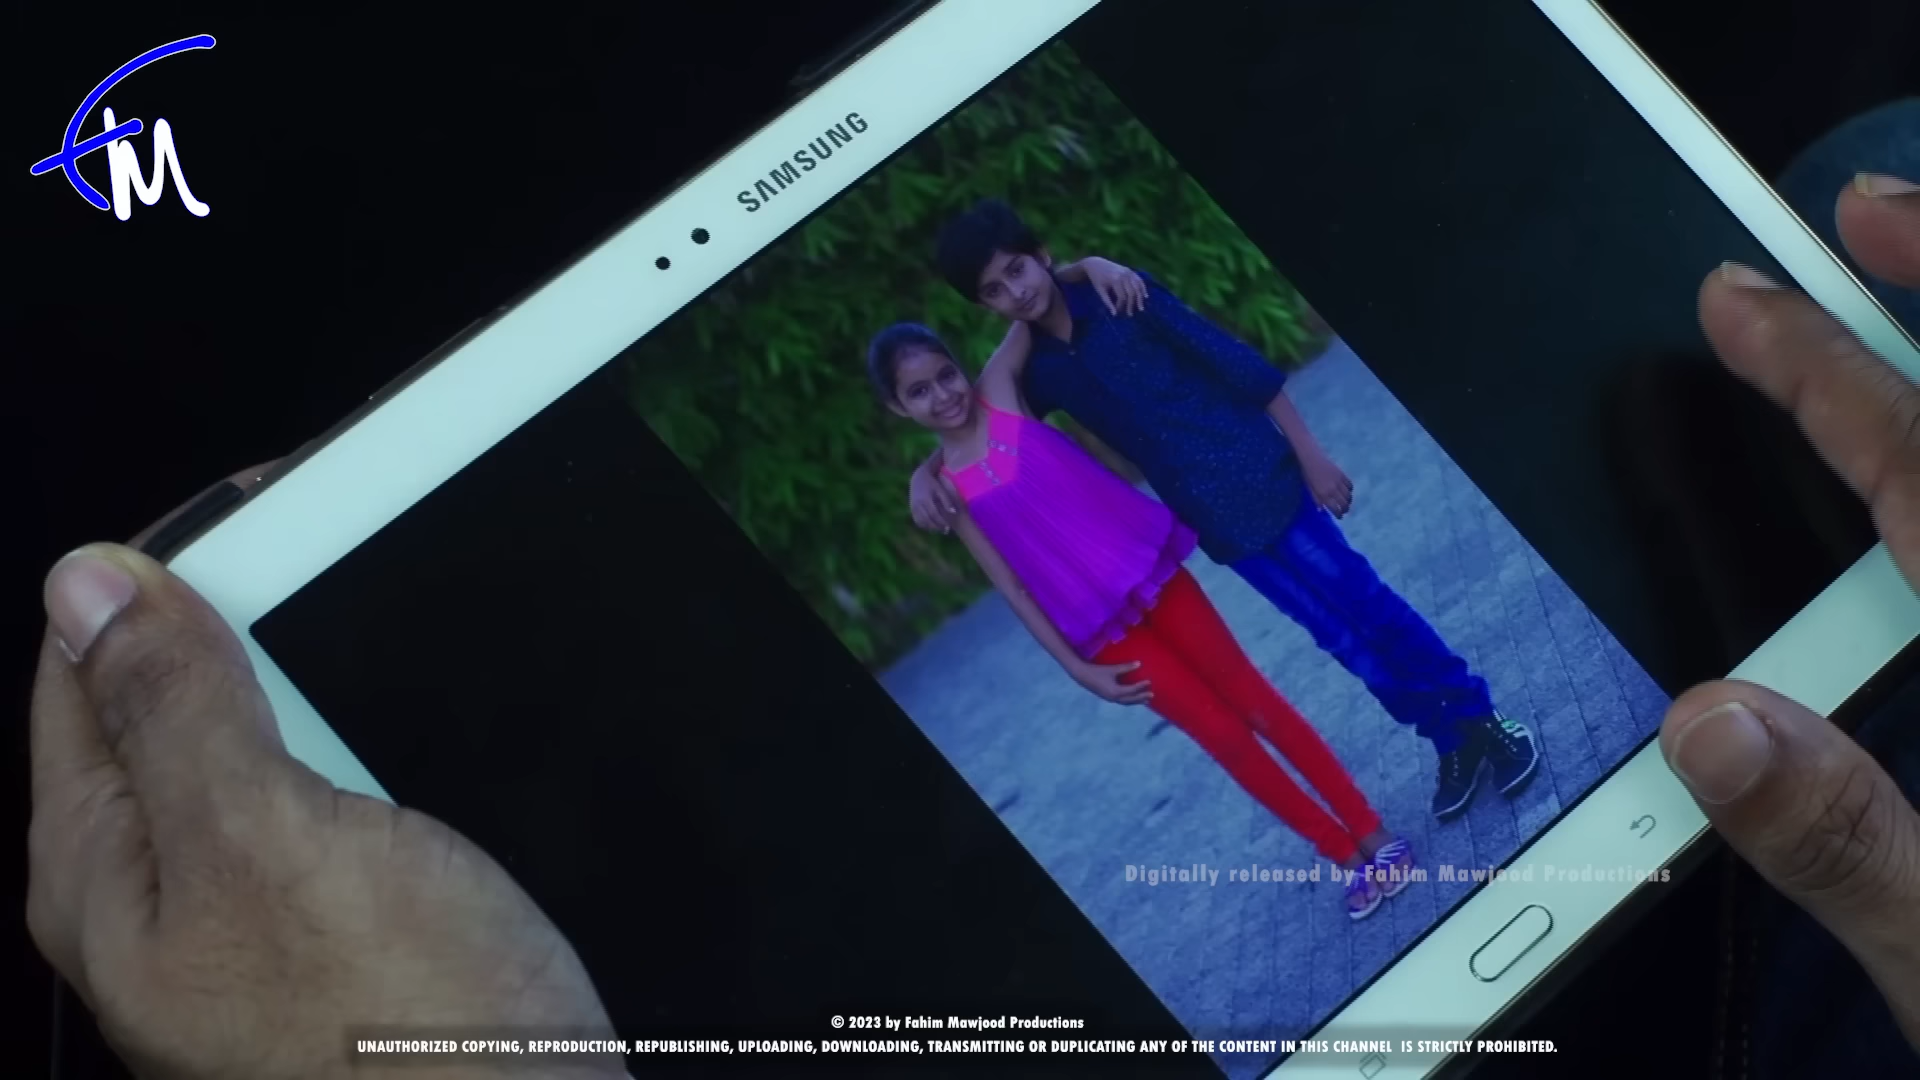 FM
SAMSUNG
Digitally released by Fahim Mawjood Productions
© 2023 by Fahim Mawjood Productions
UNAUTHORIZED COPYING, REPRODUCTION, REPUBLISHING, UPLOADING, DOWNLOADING, TRANSMITTING OR DUPLICATING ANY OF THE CONTENT IN THIS CHANNEL IS STRICTLY PROHIBITED.